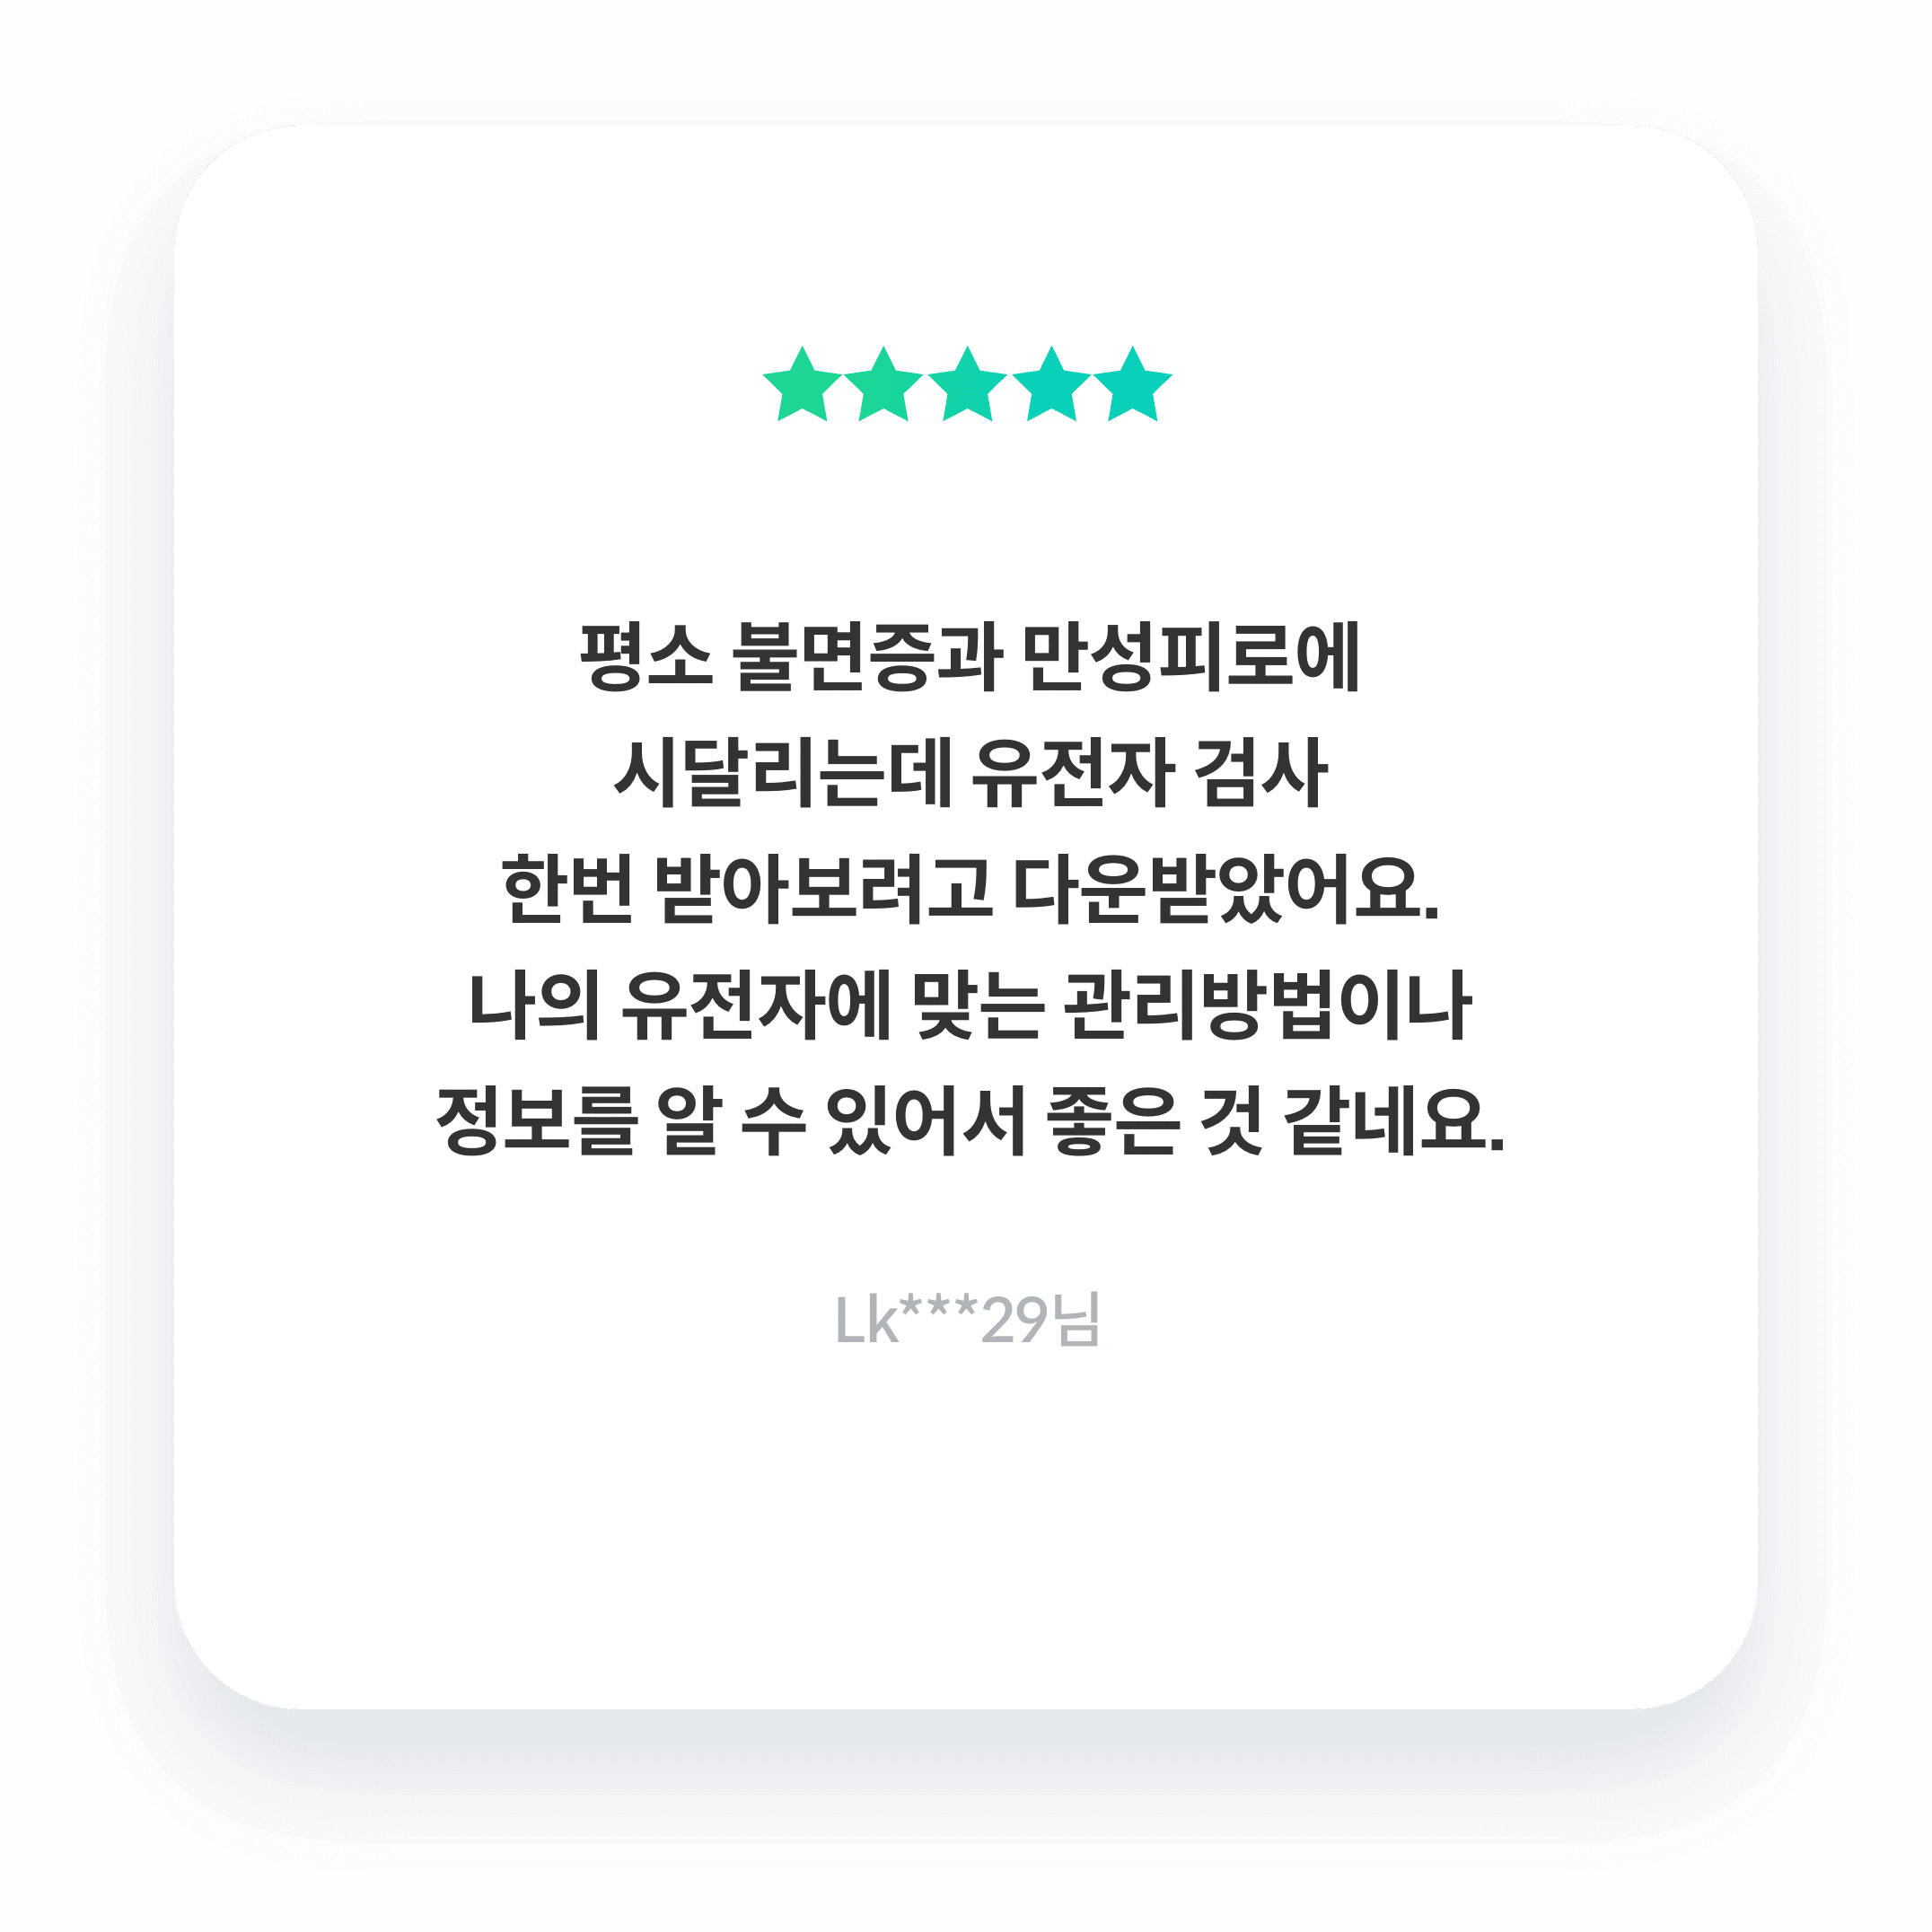 평소 불면증과 만성피로에
시달리는데 유전자 검사
한번 받아보려고 다운받았어요.
나의 유전자에 맞는 관리방법이나
정보를 알 수 있어서 좋은 것 같네요.
Lk***29님